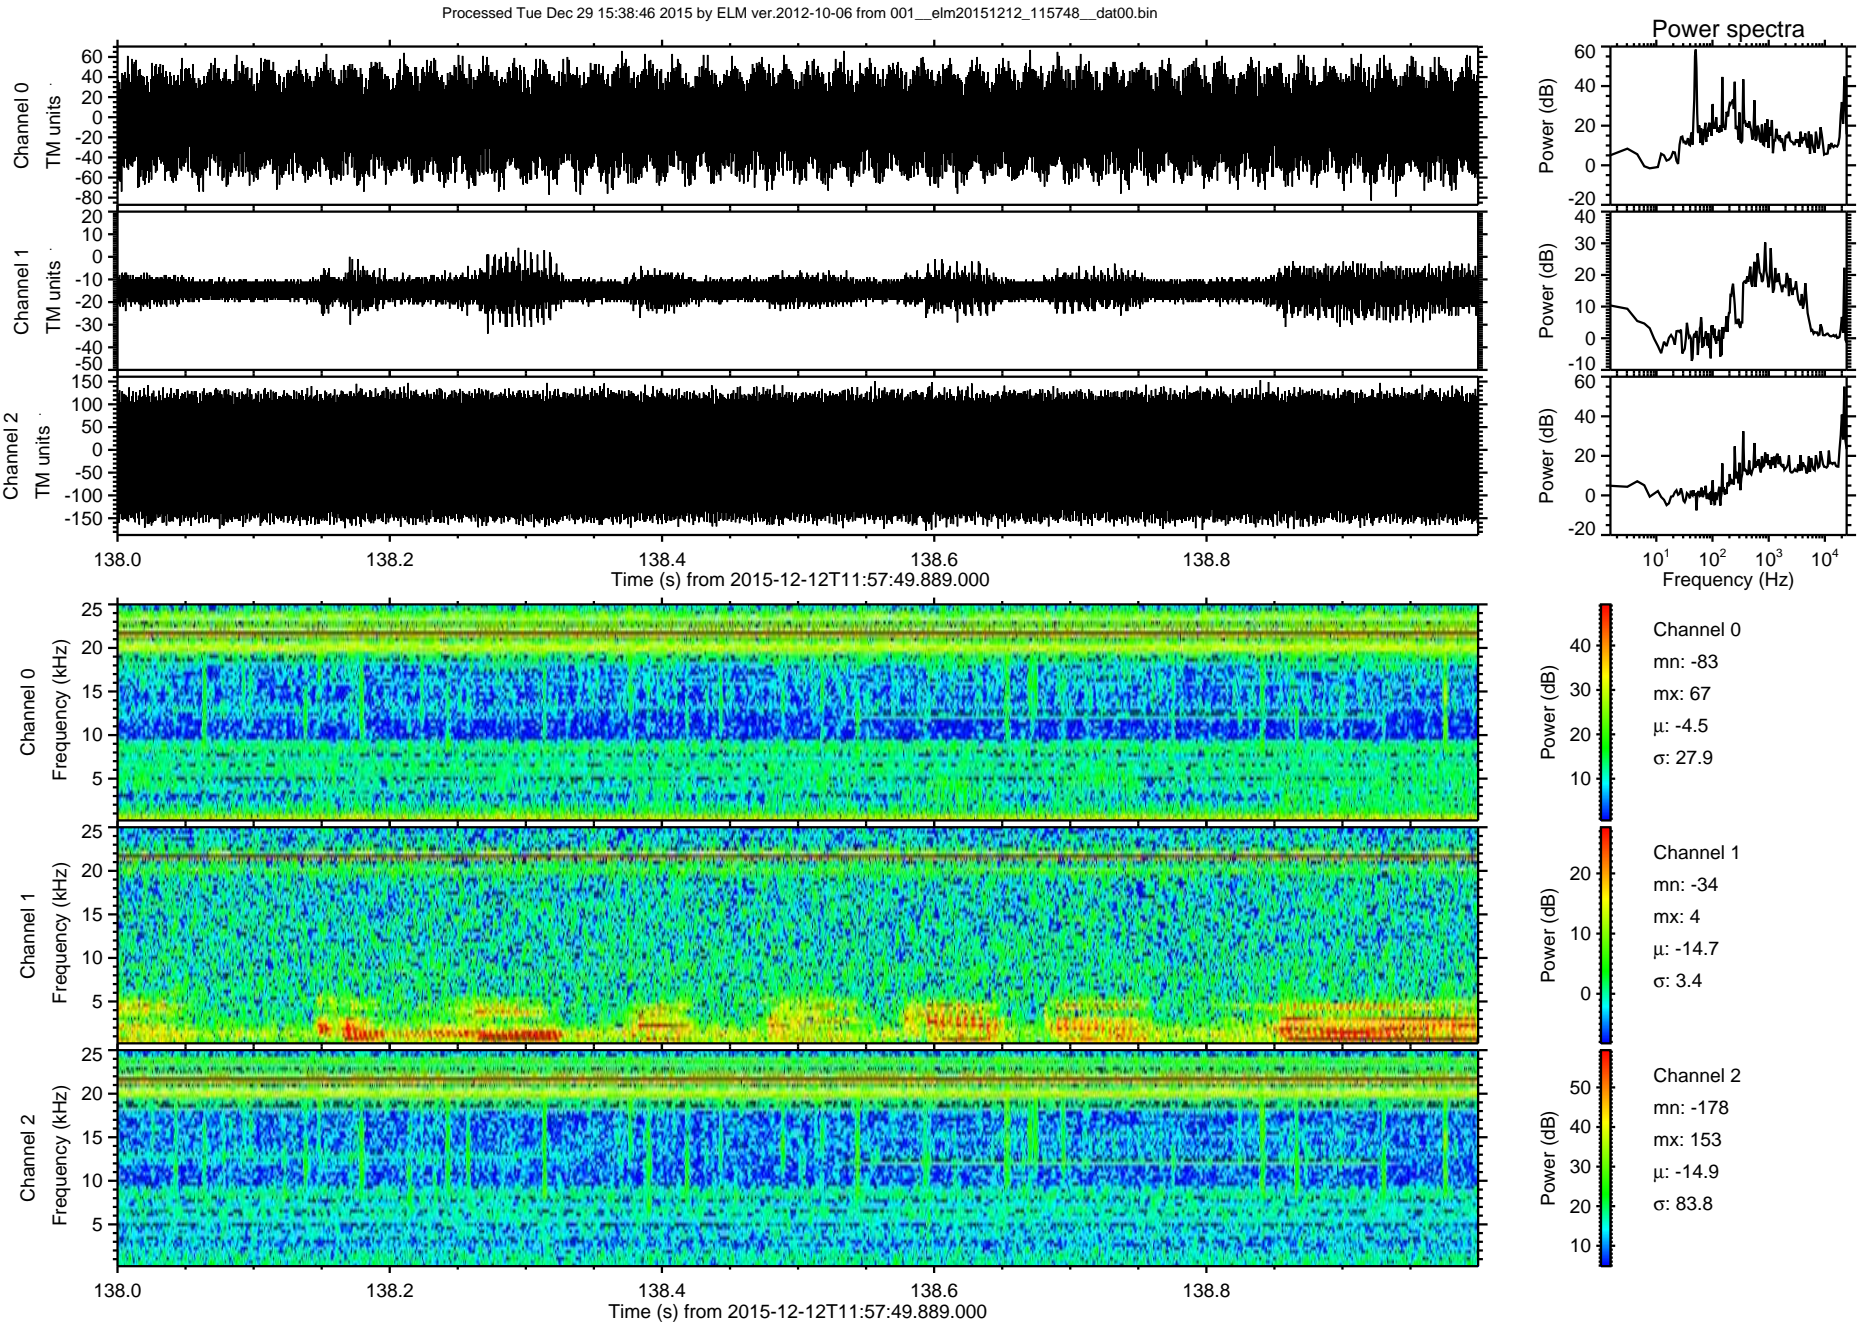 Processed Tue Dec 29 15:38:46 2015 by ELM ver.2012-10-06 from 001__elm20151212_115748__dat00.bin
Power spectra
Channel 0
TM units
60
40
20
0
-20
-40
-60
-80
Power (dB)
60
40
20
0
-20
Channel 1
TM units
20
10
0
-10
-20
-30
-40
-50
Power (dB)
40
30
20
10
0
-10
Channel 2
TM units
150
100
50
0
-50
-100
-150
Power (dB)
60
40
20
0
-20
138.0 138.2 138.4 138.6 138.8
Time (s) from 2015-12-12T11:57:49.889.000
10^1 10^2 10^3 10^4
Frequency (Hz)
Channel 0
Frequency (kHz)
25
20
15
10
5
Power (dB)
40
30
20
10
Channel 0
mn: -83
mx: 67
μ: -4.5
σ: 27.9
Channel 1
Frequency (kHz)
25
20
15
10
5
Power (dB)
20
10
0
Channel 1
mn: -34
mx: 4
μ: -14.7
σ: 3.4
Channel 2
Frequency (kHz)
25
20
15
10
5
Power (dB)
50
40
30
20
10
Channel 2
mn: -178
mx: 153
μ: -14.9
σ: 83.8
138.0 138.2 138.4 138.6 138.8
Time (s) from 2015-12-12T11:57:49.889.000